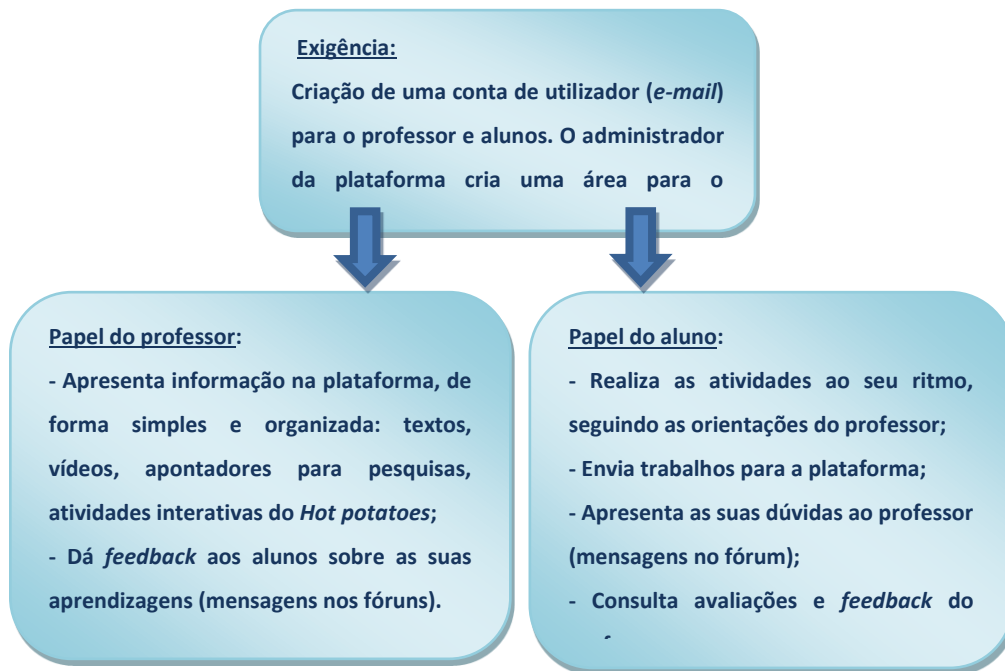 Exigência:
Criação de uma conta de utilizador (e-mail)
para o professor e alunos. O administrador
da plataforma cria uma área para o
Papel do professor:
- Apresenta informação na plataforma, de
forma simples e organizada: textos,
vídeos, apontadores para pesquisas,
atividades interativas do Hot potatoes;
- Dá feedback aos alunos sobre as suas
aprendizagens (mensagens nos fóruns).
Papel do aluno:
- Realiza as atividades ao seu ritmo,
seguindo as orientações do professor;
- Envia trabalhos para a plataforma;
- Apresenta as suas dúvidas ao professor
(mensagens no fórum);
- Consulta avaliações e feedback do